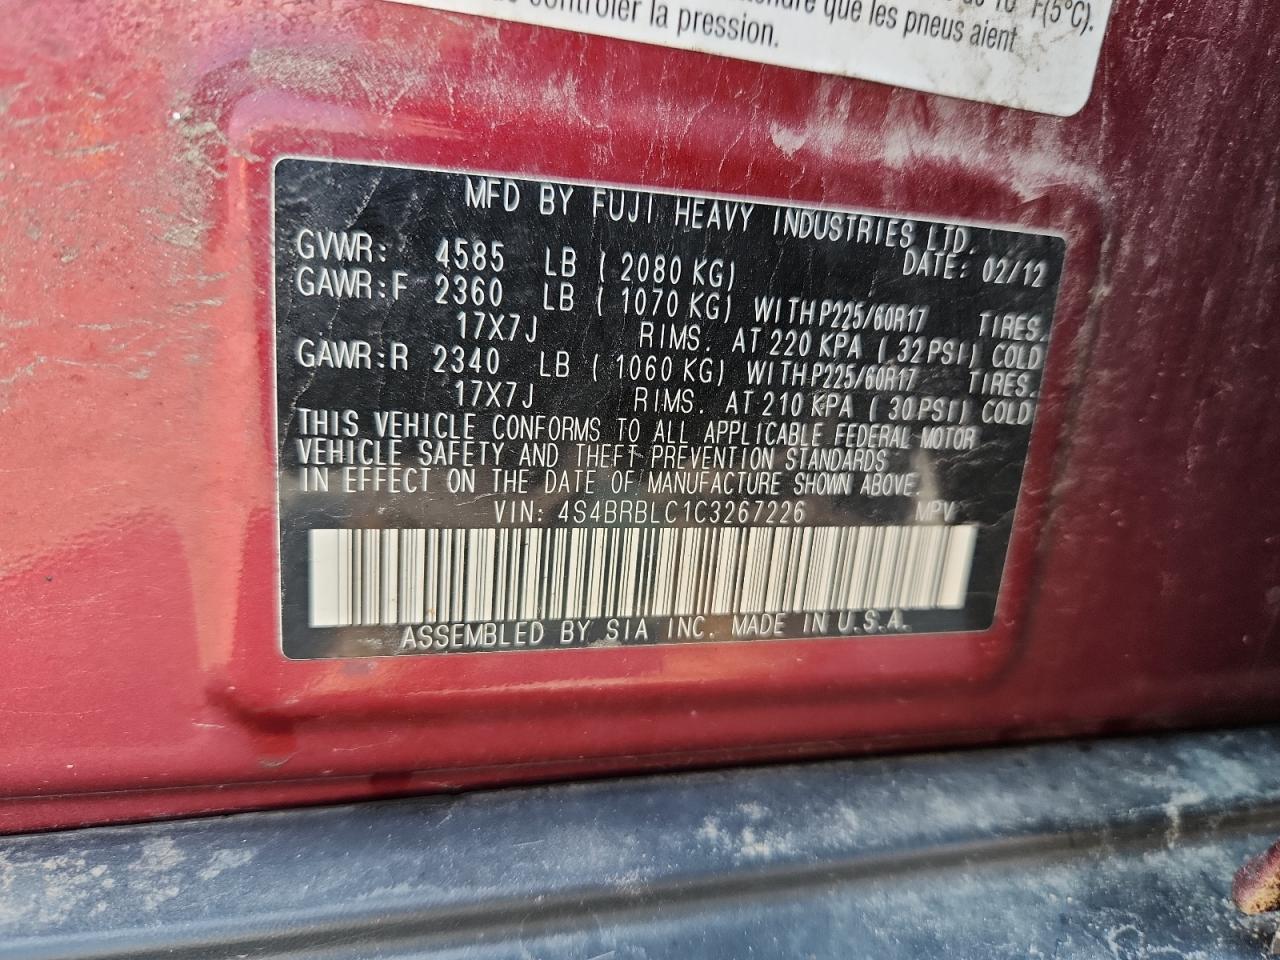 10°F(5°C).
contrôler la pression.
que les pneus aient
MFD BY FUJI HEAVY INDUSTRIES LTD.
GVWR: 4585 LB (2080 KG) DATE: 02/12
GAWR:F 2360 LB (1070 KG) WITH P225/60R17 TIRES,
17X7J RIMS. AT 220 KPA (32 PSI) COLD
GAWR:R 2340 LB (1060 KG) WITH P225/60R17 TIRES.
17X7J RIMS. AT 210 KPA (30 PSI) COLD
THIS VEHICLE CONFORMS TO ALL APPLICABLE FEDERAL MOTOR
VEHICLE SAFETY AND THEFT PREVENTION STANDARDS
IN EFFECT ON THE DATE OF MANUFACTURE SHOWN ABOVE.
VIN: 4S4BRBLC1C3267226 MPV
ASSEMBLED BY SIA INC. MADE IN U.S.A.